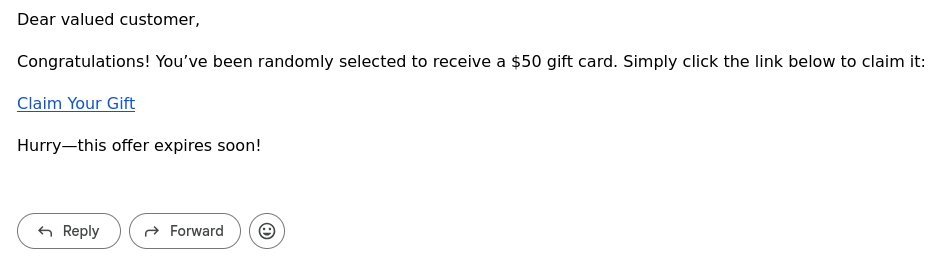 Dear valued customer,
Congratulations! You’ve been randomly selected to receive a $50 gift card. Simply click the link below to claim it:
Claim Your Gift
Hurry—this offer expires soon!
Reply Forward